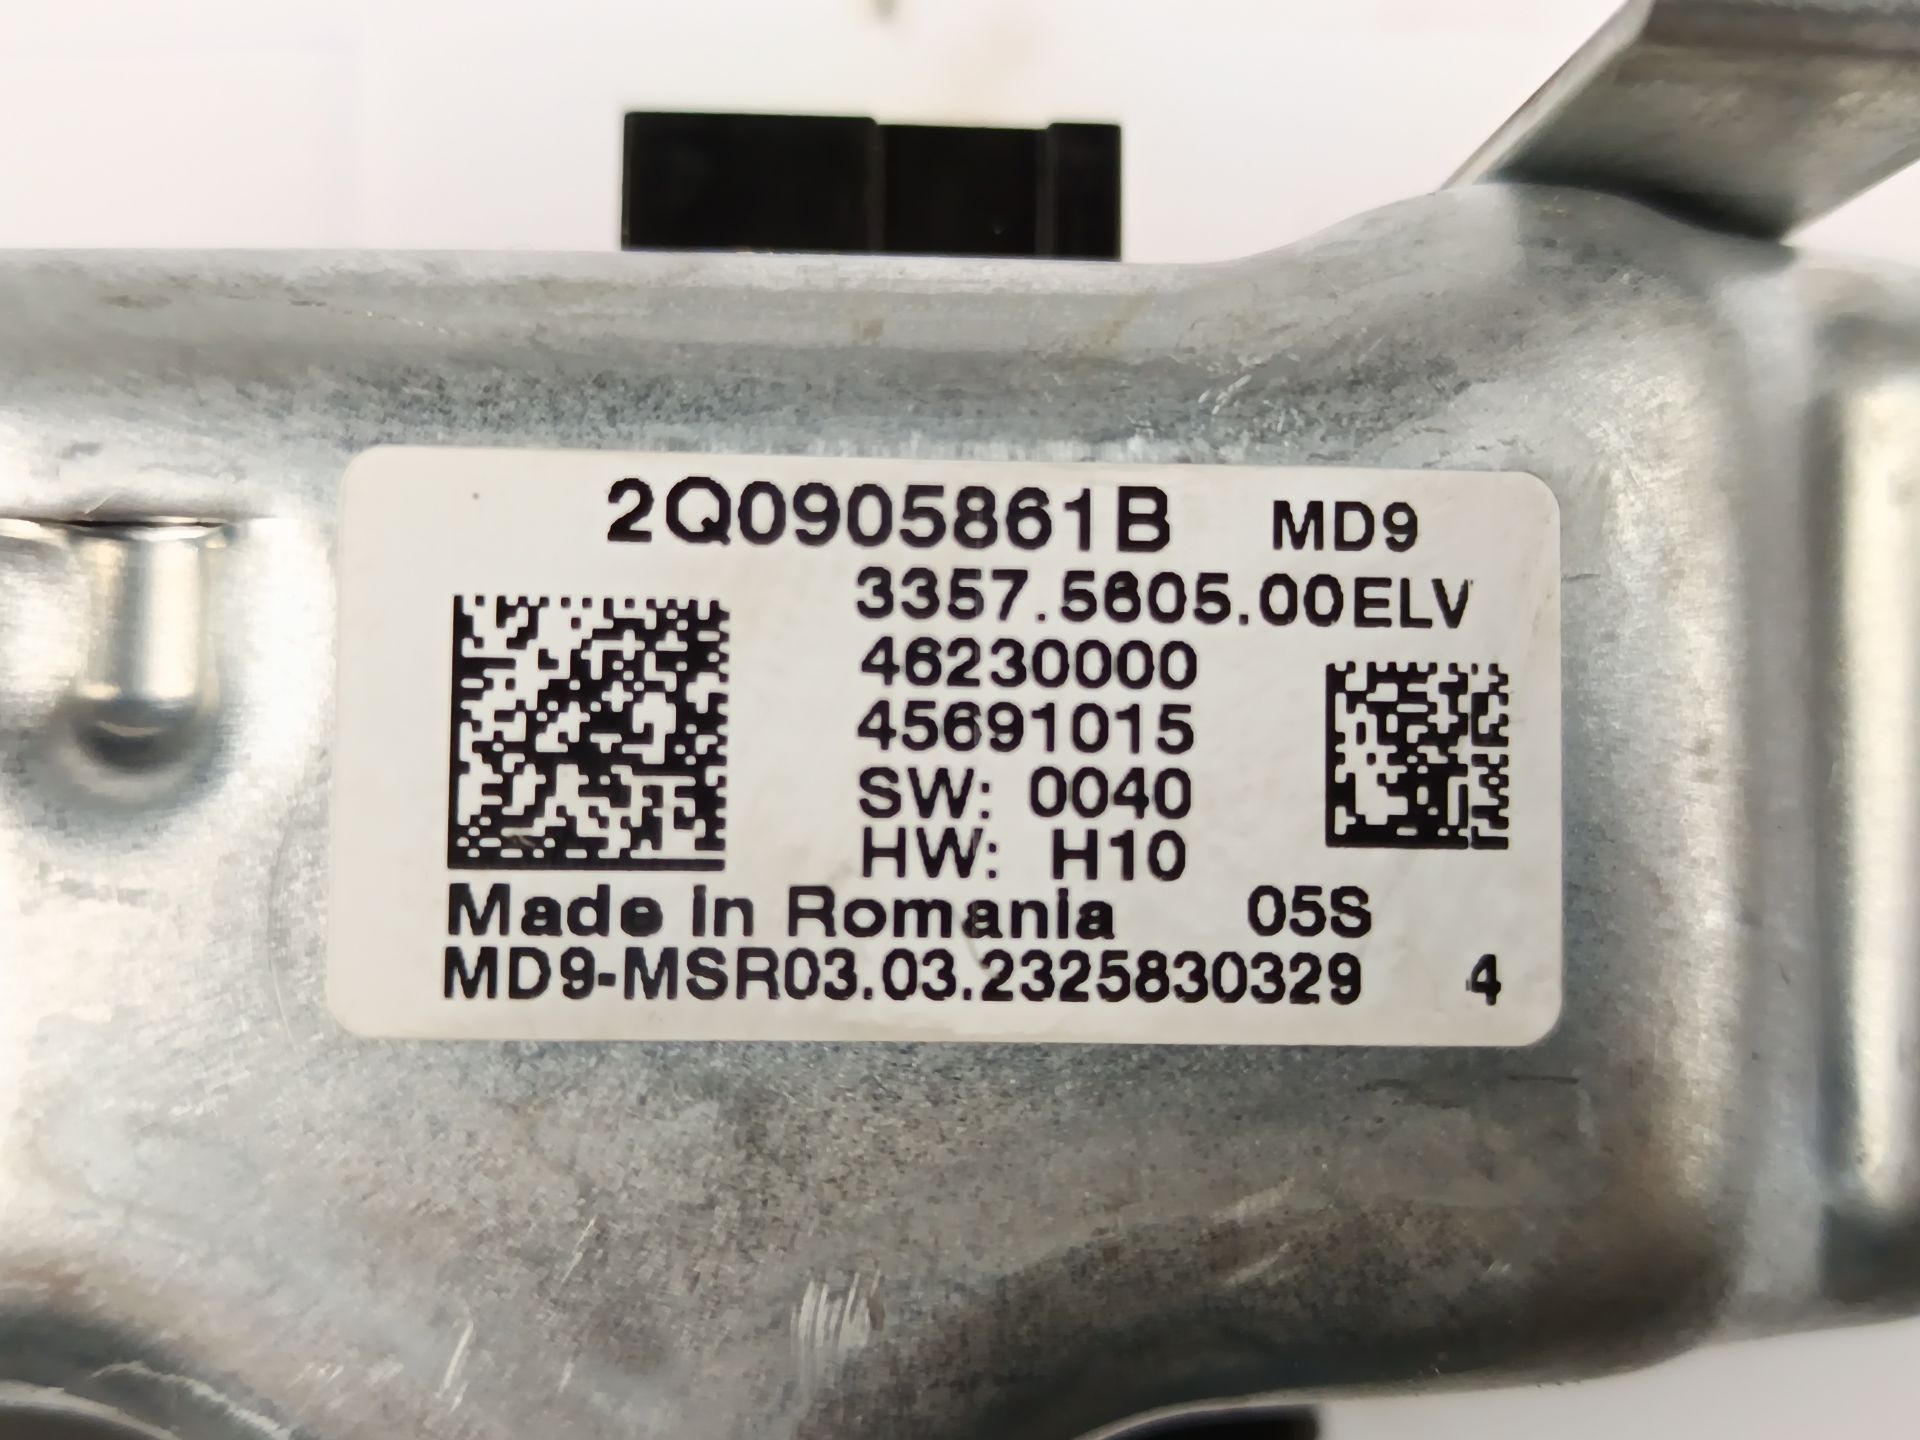 2Q0905861B MD9
3357.5605.00ELV
46230000
45691015
SW: 0040
HW: H10
Made in Romania 05S
MD9-MSR03.03.2325830329 4